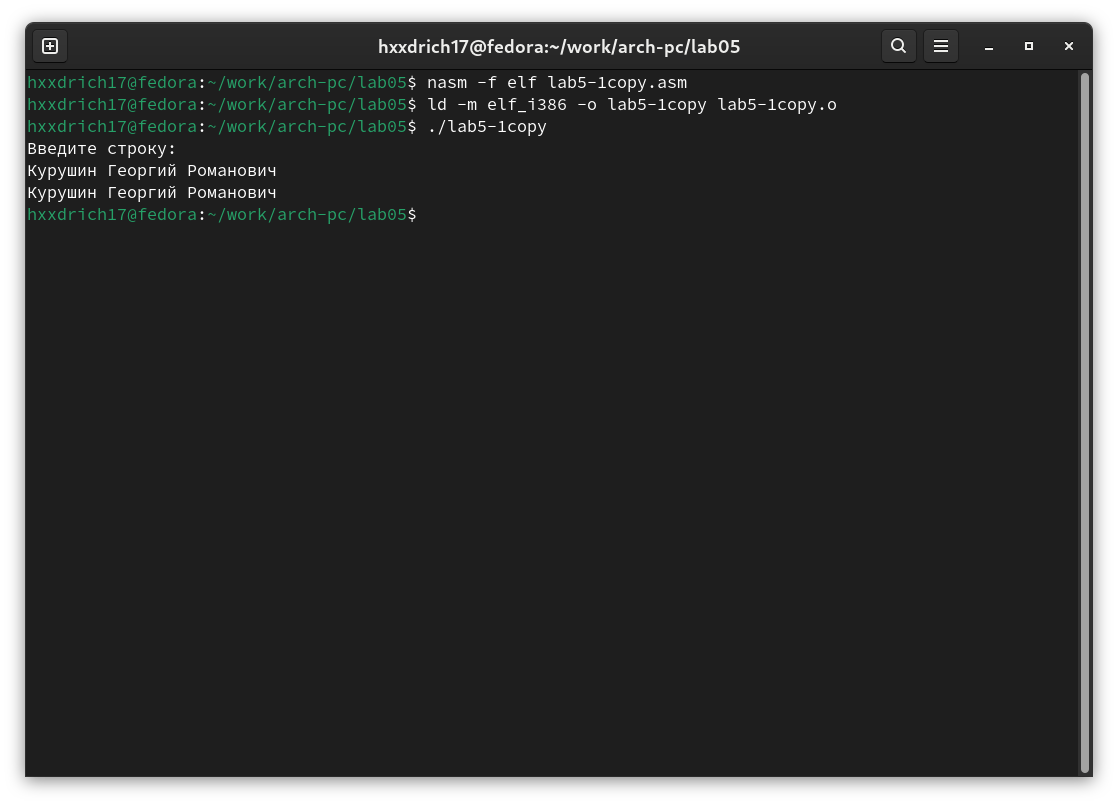 hxxdrich17@fedora:~/work/arch-pc/lab05
hxxdrich17@fedora:~/work/arch-pc/lab05$ nasm -f elf lab5-1copy.asm
hxxdrich17@fedora:~/work/arch-pc/lab05$ ld -m elf_i386 -o lab5-1copy lab5-1copy.o
hxxdrich17@fedora:~/work/arch-pc/lab05$ ./lab5-1copy
Введите строку:
Курушин Георгий Романович
Курушин Георгий Романович
hxxdrich17@fedora:~/work/arch-pc/lab05$